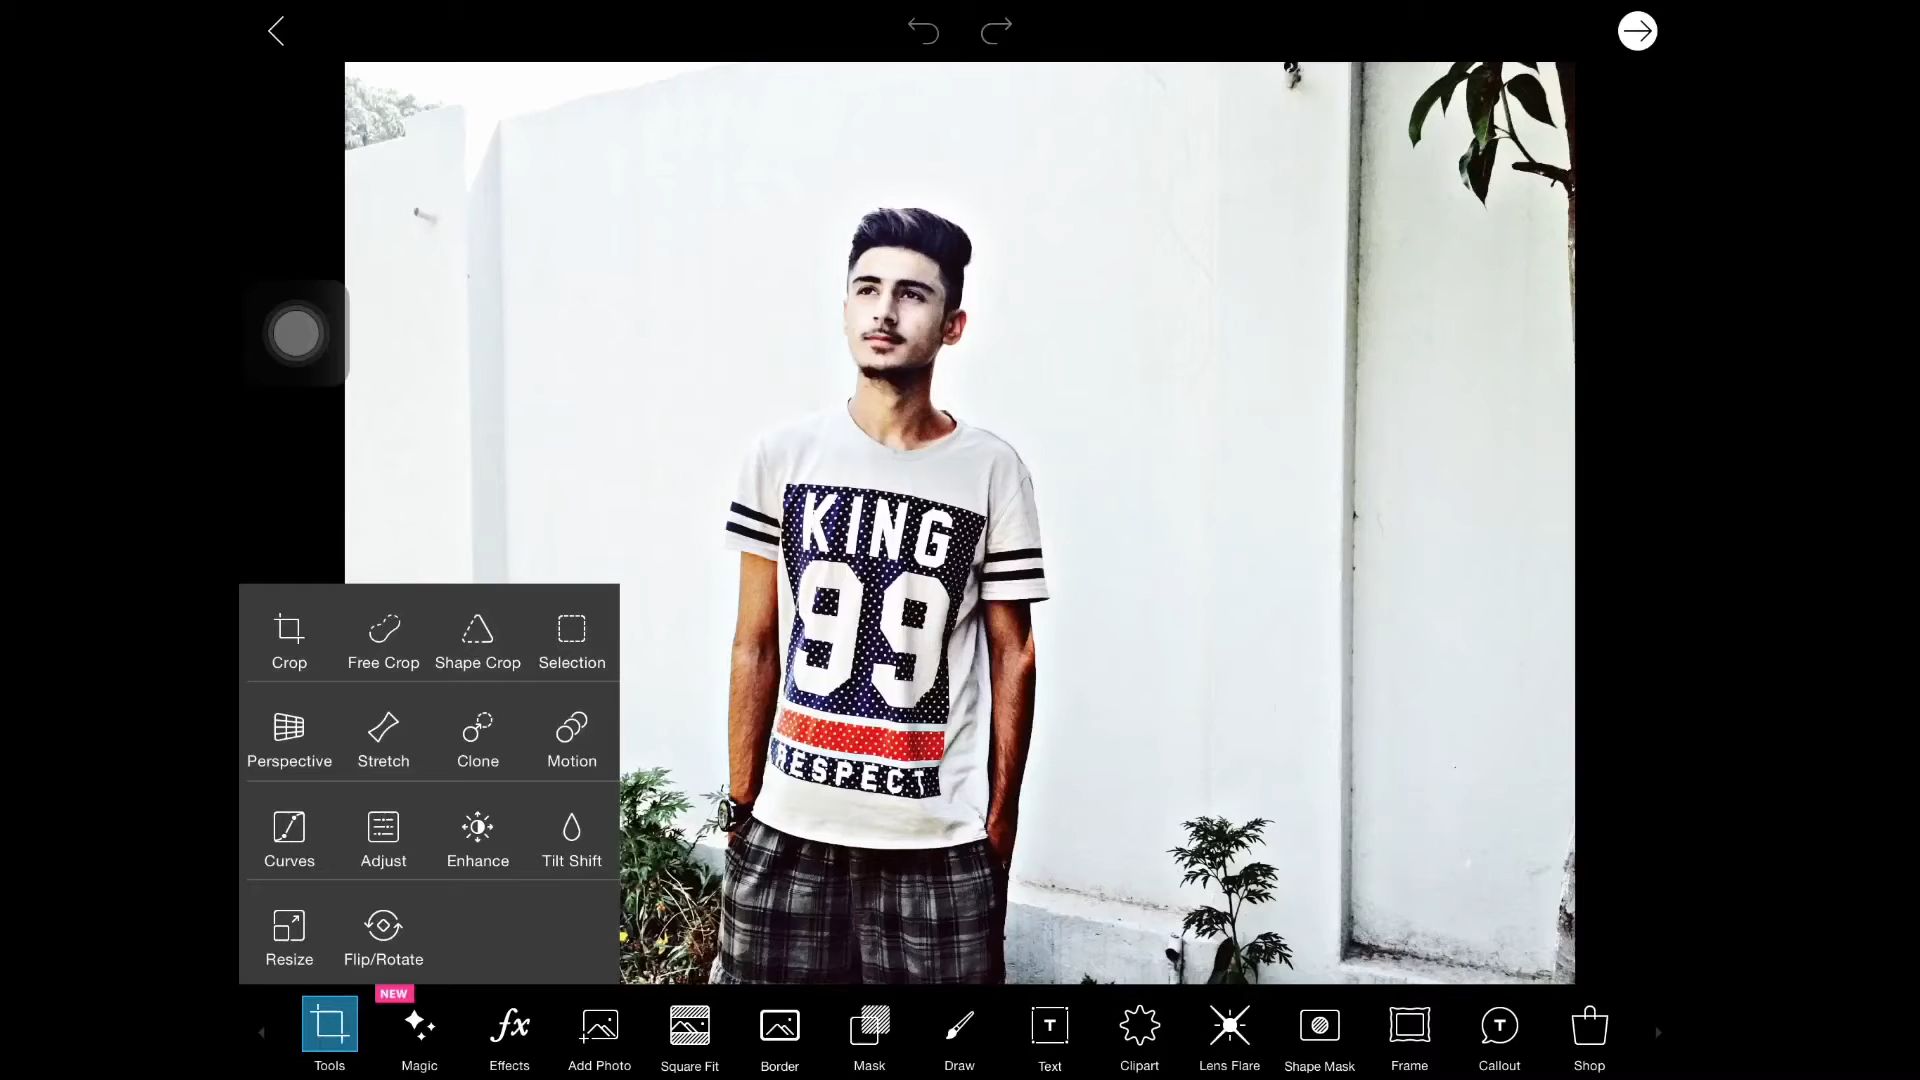 KING
99
RESPECT
Crop Free Crop Shape Crop Selection
Perspective Stretch Clone Motion
Curves Adjust Enhance Tilt Shift
Resize Flip/Rotate
NEW
fx T T
Tools Magic Effects Add Photo Square Fit Border Mask Draw Text Clipart Lens Flare Shape Mask Frame Callout Shop